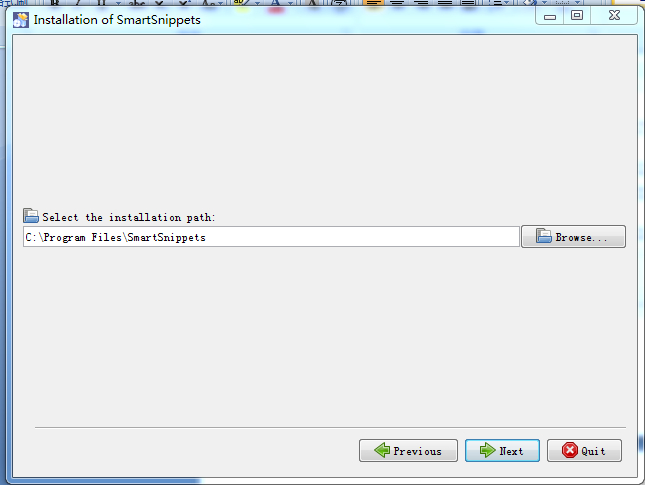 Installation of SmartSnippets
Select the installation path:
C:\Program Files\SmartSnippets
Browse...
Previous
Next
Quit